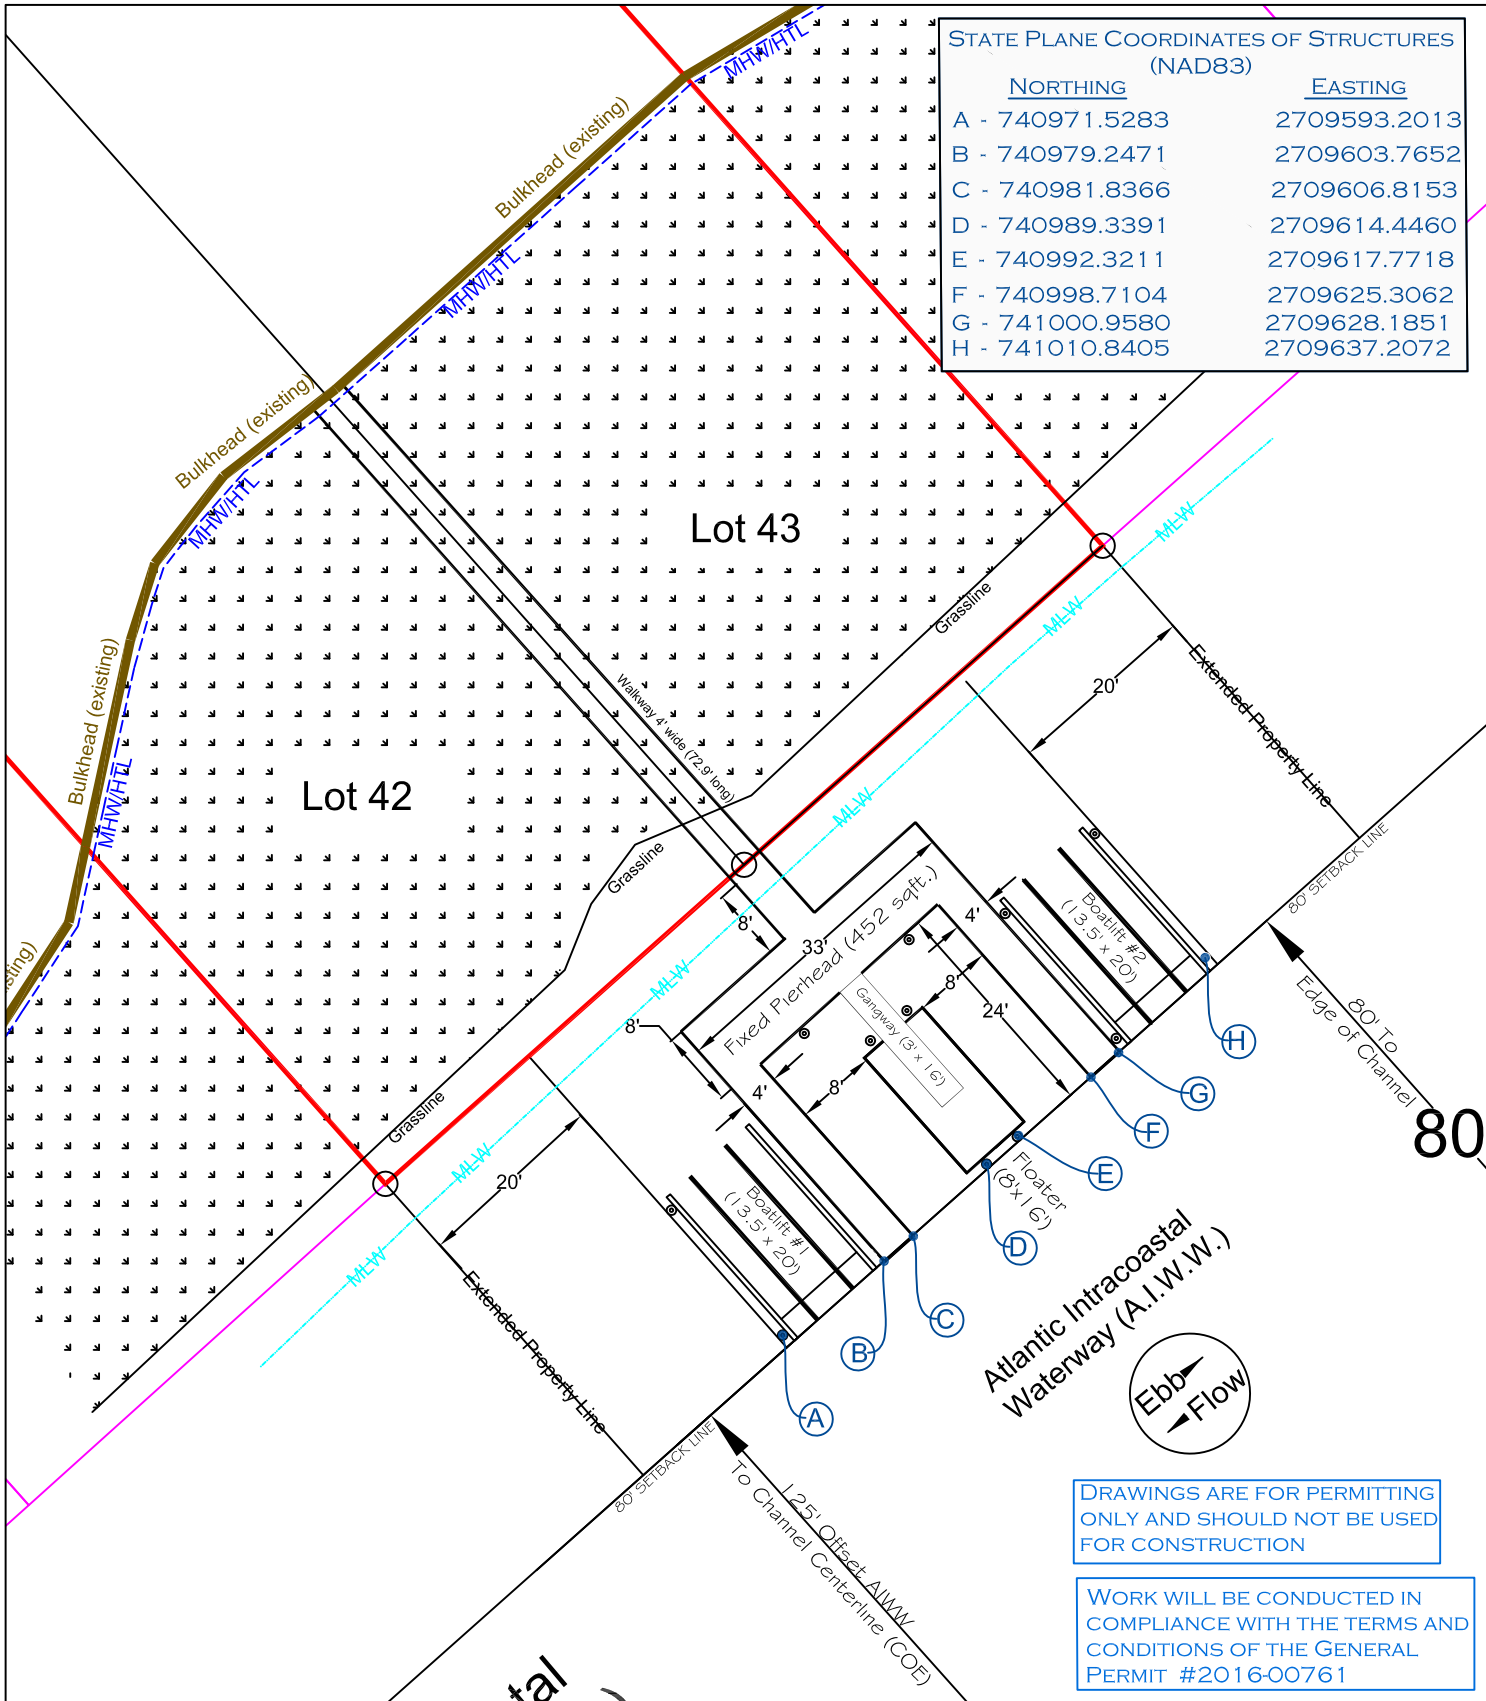 STATE PLANE COORDINATES OF STRUCTURES
(NAD83)
NORTHING EASTING
A - 740971.5283 2709593.2013
B - 740979.2471 2709603.7652
C - 740981.8366 2709606.8153
D - 740989.3391 2709614.4460
E - 740992.3211 2709617.7718
F - 740998.7104 2709625.3062
G - 741000.9580 2709628.1851
H - 741010.8405 2709637.2072
MHW/HTL
Bulkhead (existing)
MHW/HTL
Bulkhead (existing)
MHW/HTL
Bulkhead (existing)
MHW/HTL
isting)
Lot 43
Lot 42
Walkway 4' wide (72.9' long)
Grassline
Grassline
Grassline
MLW
MLW
MLW
MLW
MLW
MLW
20'
Extended Property Line
80' SETBACK LINE
8'
33'
Fixed Pierhead (452 sqft.)
4'
8'
24'
Gangway (3' x 16')
8'
4'
8'
Boatlift #2
(13.5' x 20')
Boatlift #1
(13.5' x 20')
Floater
(8'x16')
20'
Extended Property Line
80' SETBACK LINE
A
B
C
D
E
F
G
H
80' To
Edge of Channel
80
Atlantic Intracoastal
Waterway (A.I.W.W.)
Ebb
Flow
125' Offset AIWW
To Channel Centerline (COE)
tal
)
DRAWINGS ARE FOR PERMITTING
ONLY AND SHOULD NOT BE USED
FOR CONSTRUCTION
WORK WILL BE CONDUCTED IN
COMPLIANCE WITH THE TERMS AND
CONDITIONS OF THE GENERAL
PERMIT #2016-00761